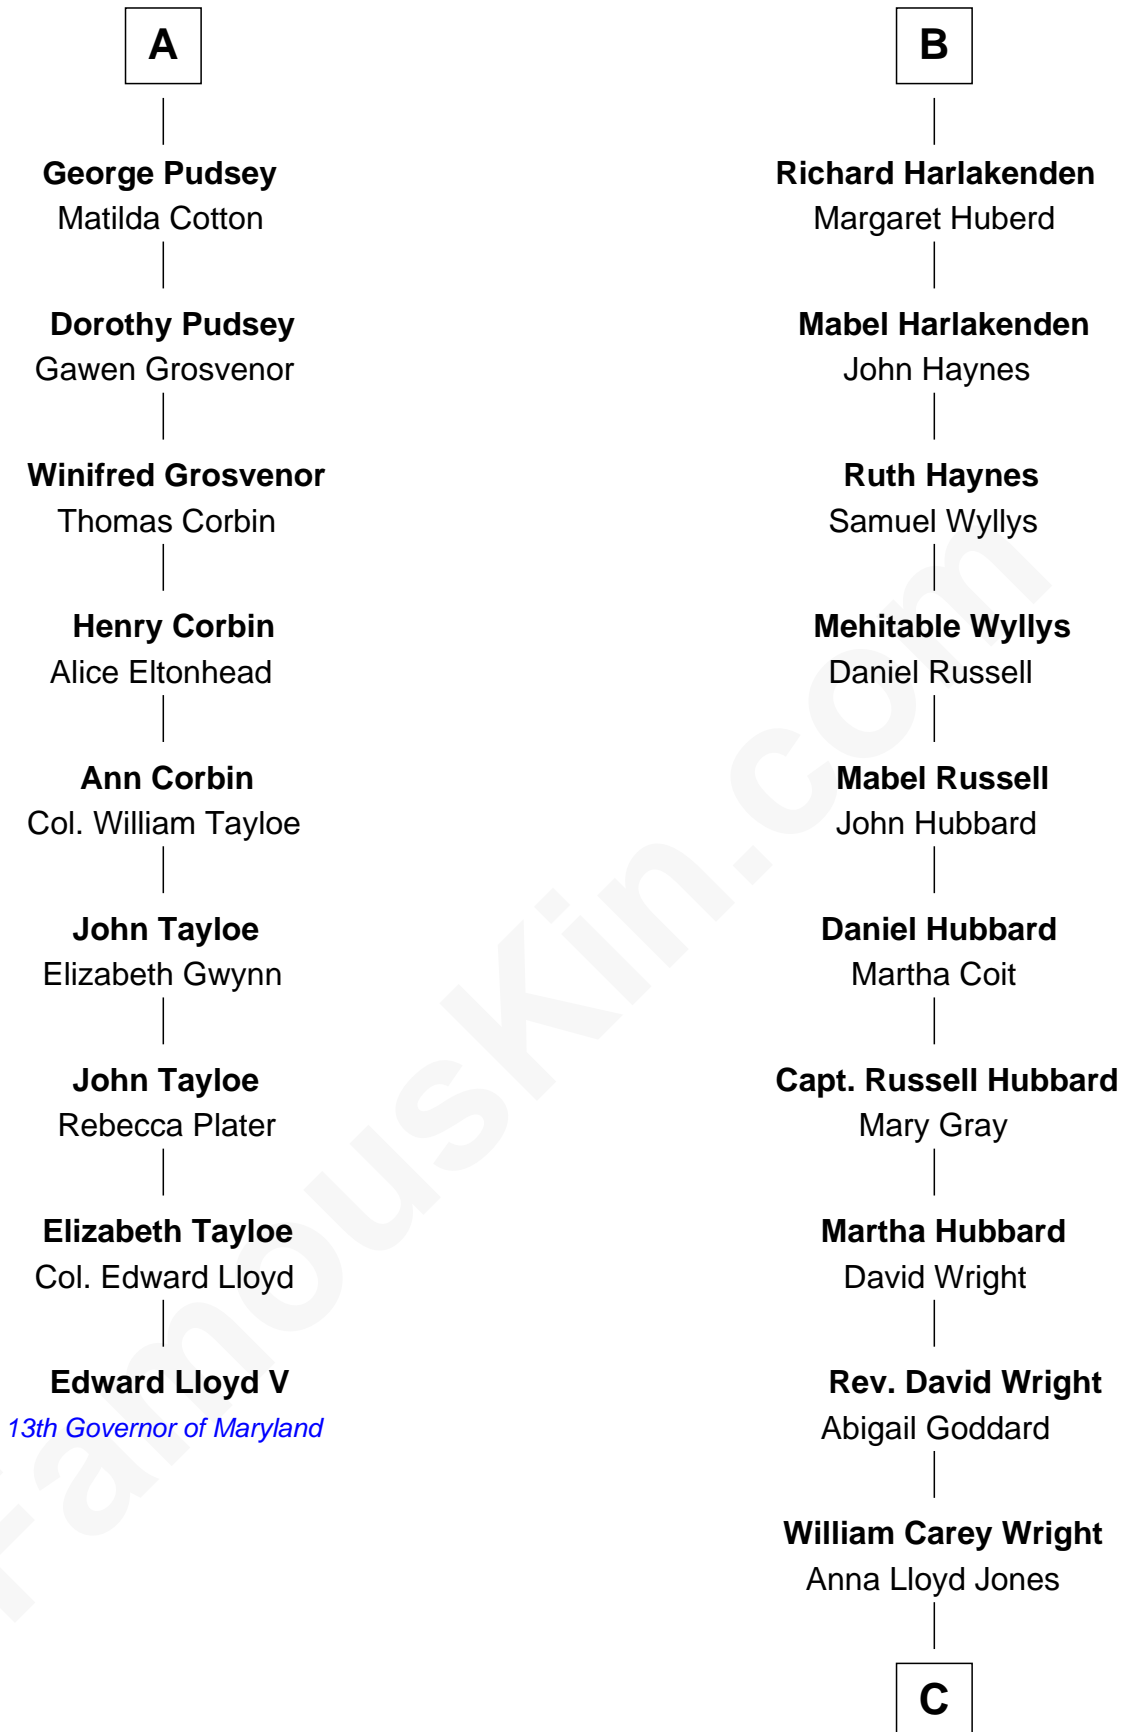 A
George Pudsey
Matilda Cotton
Dorothy Pudsey
Gawen Grosvenor
Winifred Grosvenor
Thomas Corbin
Henry Corbin
Alice Eltonhead
Ann Corbin
Col. William Tayloe
John Tayloe
Elizabeth Gwynn
John Tayloe
Rebecca Plater
Elizabeth Tayloe
Col. Edward Lloyd
Edward Lloyd V
13th Governor of Maryland
B
Richard Harlakenden
Margaret Huberd
Mabel Harlakenden
John Haynes
Ruth Haynes
Samuel Wyllys
Mehitable Wyllys
Daniel Russell
Mabel Russell
John Hubbard
Daniel Hubbard
Martha Coit
Capt. Russell Hubbard
Mary Gray
Martha Hubbard
David Wright
Rev. David Wright
Abigail Goddard
William Carey Wright
Anna Lloyd Jones
C
FamousKin.com